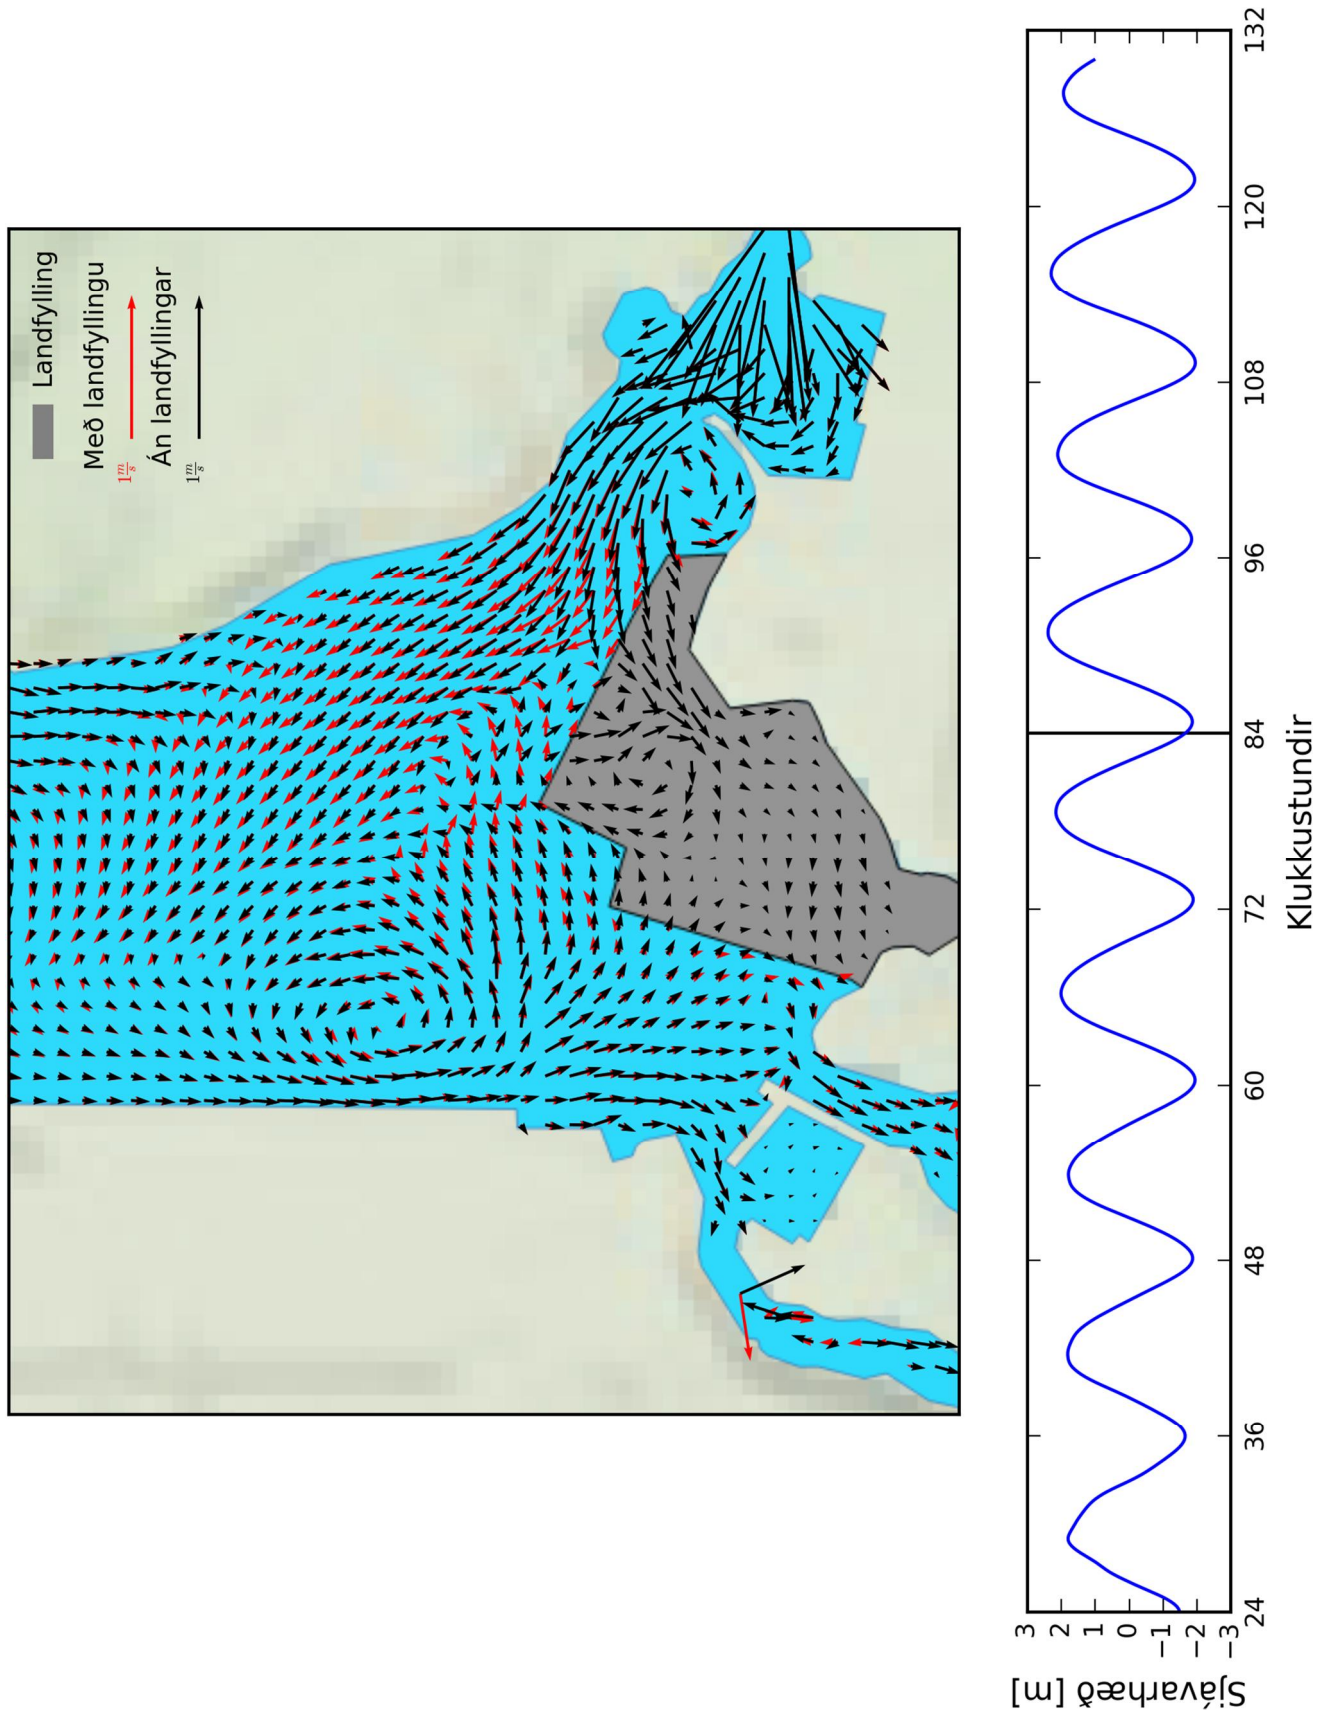 Landfylling
Með landfyllingu
1 m/s
Án landfyllingar
1 m/s
Sjávarhæð [m]
3
2
1
0
−1
−2
−3
24
36
48
60
72
84
96
108
120
132
Klukkustundir